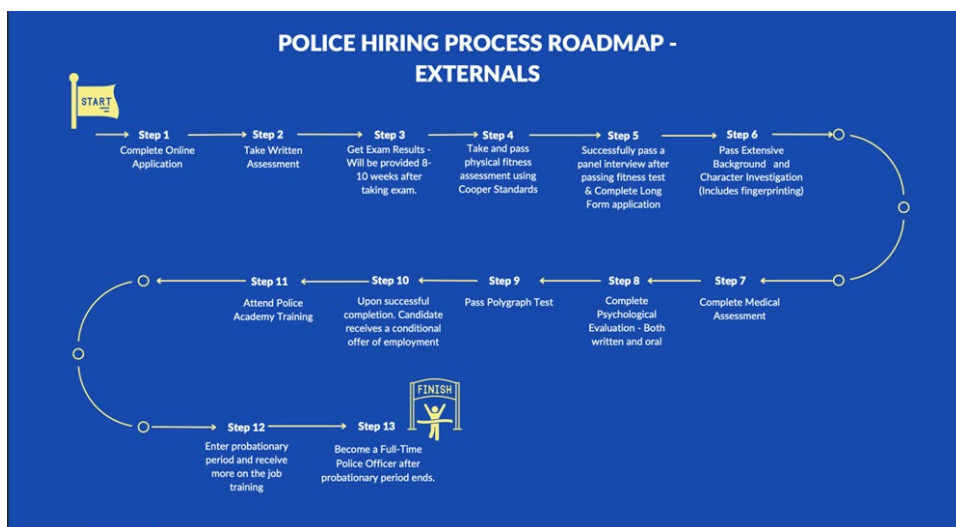 POLICE HIRING PROCESS ROADMAP -
EXTERNALS
START
Step 1
Complete Online
Application
Step 2
Take Written
Assessment
Step 3
Get Exam Results -
Will be provided 8-
10 weeks after
taking exam.
Step 4
Take and pass
physical fitness
assessment using
Cooper Standards
Step 5
Successfully pass a
panel interview after
passing fitness test
& Complete Long
Form application
Step 6
Pass Extensive
Background and
Character Investigation
(Includes fingerprinting)
Step 7
Complete Medical
Assessment
Step 8
Complete
Psychological
Evaluation - Both
written and oral
Step 9
Pass Polygraph Test
Step 10
Upon successful
completion. Candidate
receives a conditional
offer of employment
Step 11
Attend Police
Academy Training
Step 12
Enter probationary
period and receive
more on the job
training
Step 13
Become a Full-Time
Police Officer after
probationary period ends.
FINISH